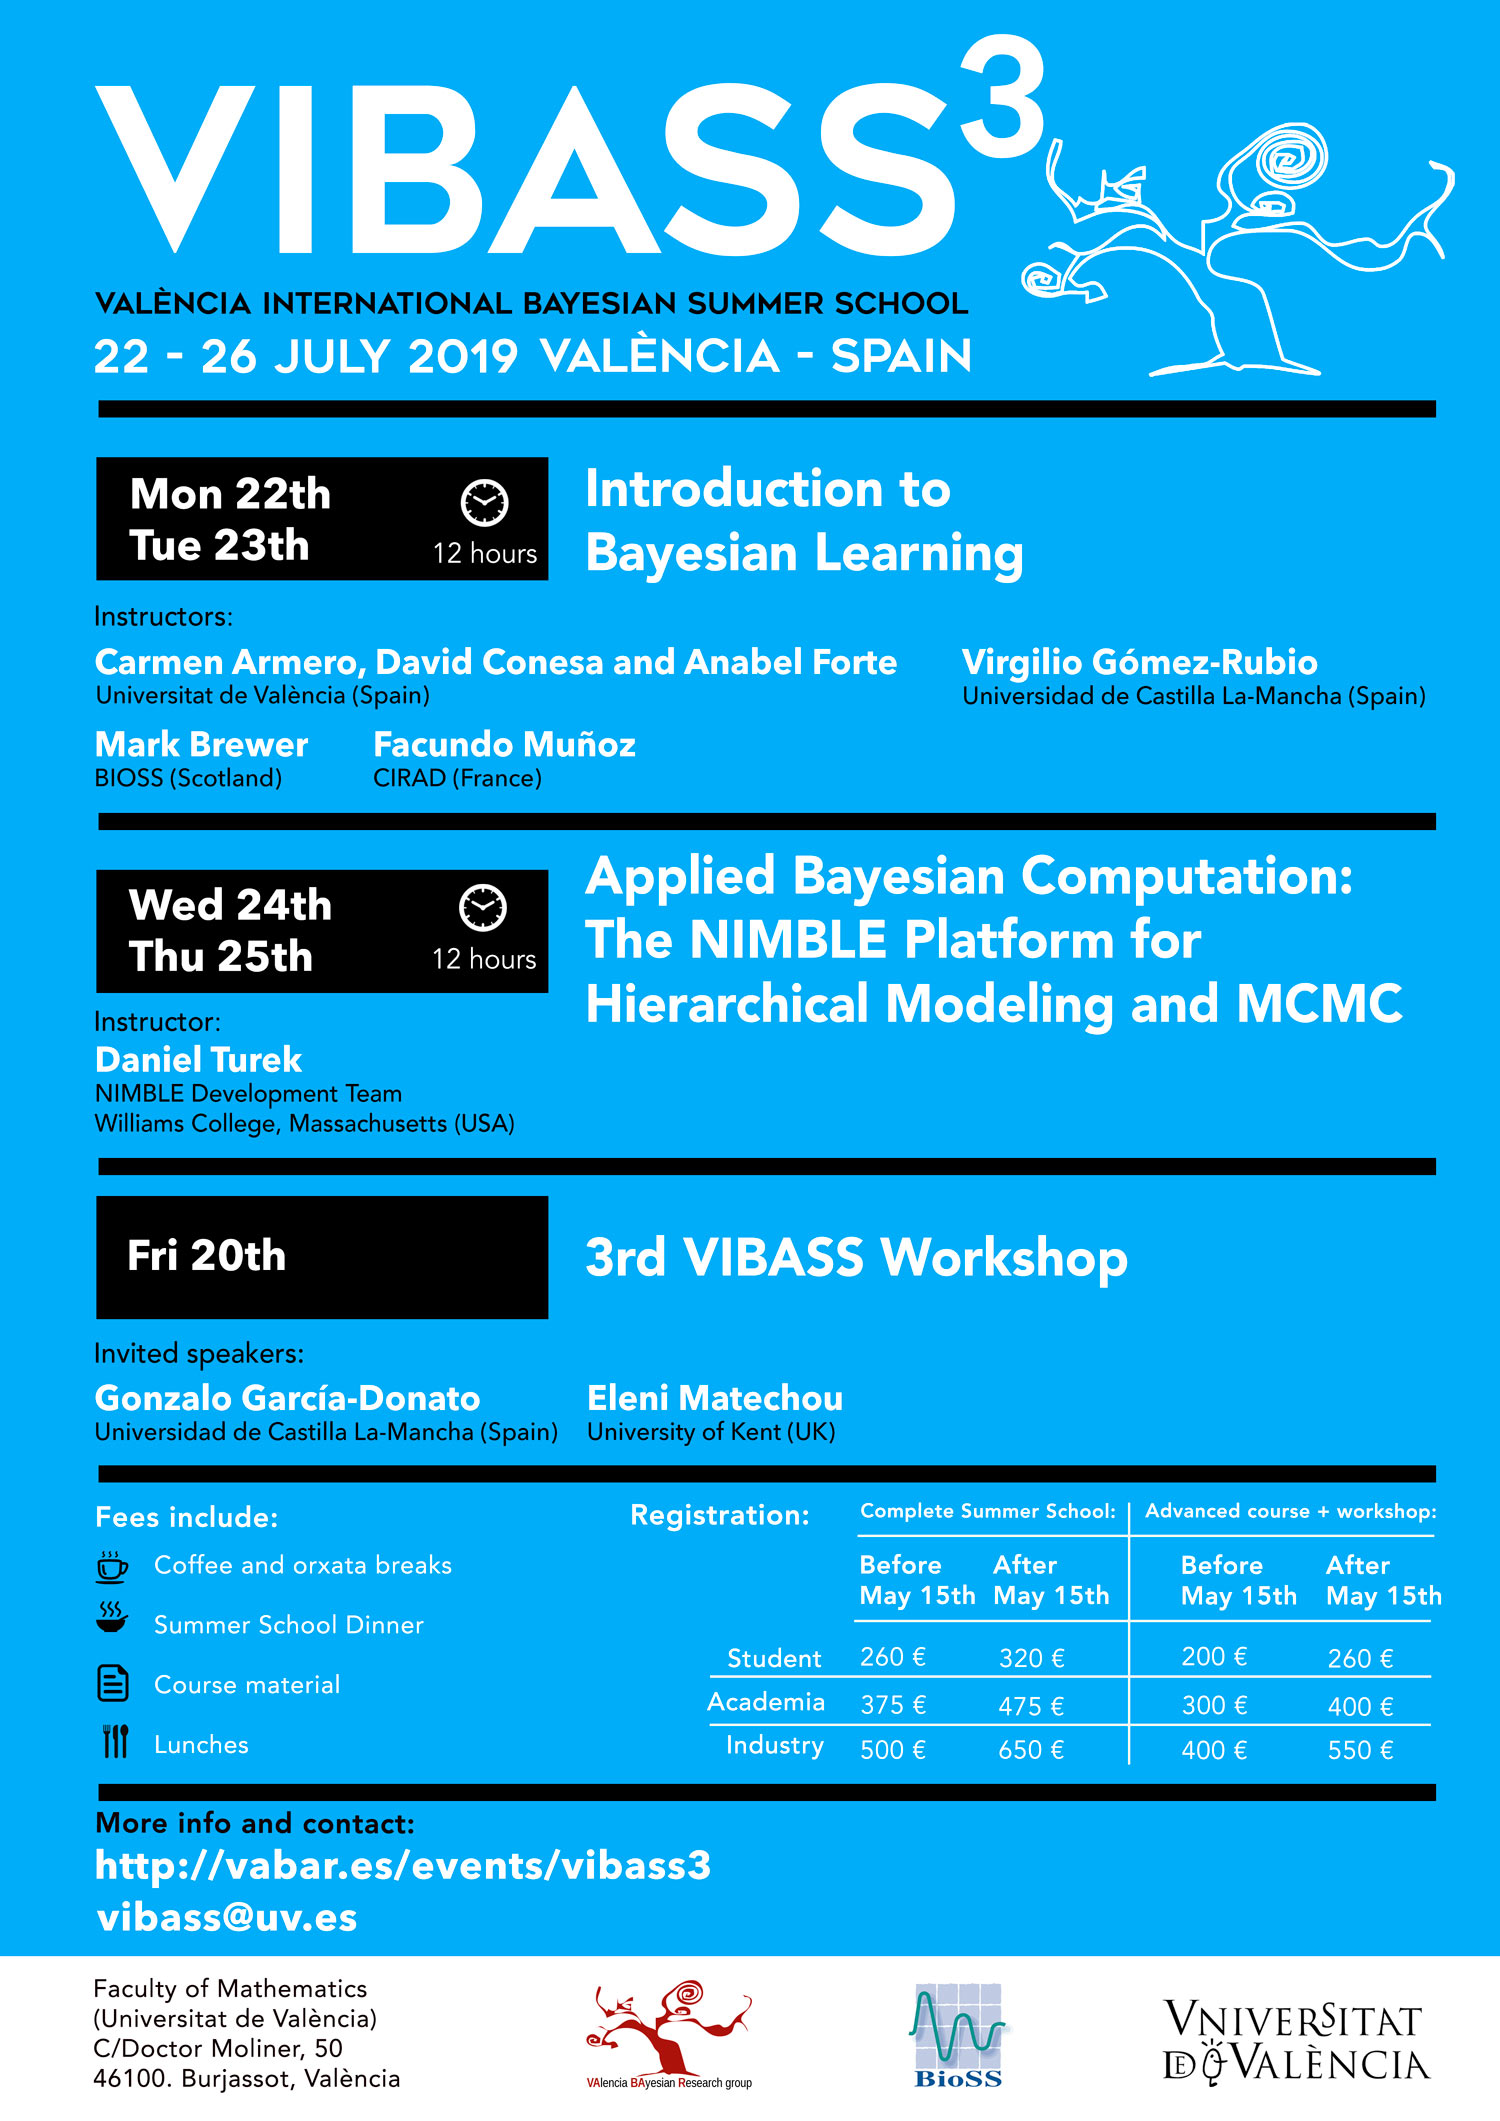 VIBASS³
VALÈNCIA INTERNATIONAL BAYESIAN SUMMER SCHOOL
22 - 26 JULY 2019 VALÈNCIA - SPAIN
Mon 22th
Tue 23th
12 hours
Introduction to
Bayesian Learning
Instructors:
Carmen Armero, David Conesa and Anabel Forte
Universitat de València (Spain)
Virgilio Gómez-Rubio
Universidad de Castilla La-Mancha (Spain)
Mark Brewer
BIOSS (Scotland)
Facundo Muñoz
CIRAD (France)
Wed 24th
Thu 25th
12 hours
Applied Bayesian Computation:
The NIMBLE Platform for
Hierarchical Modeling and MCMC
Instructor:
Daniel Turek
NIMBLE Development Team
Williams College, Massachusetts (USA)
Fri 20th
3rd VIBASS Workshop
Invited speakers:
Gonzalo García-Donato
Universidad de Castilla La-Mancha (Spain)
Eleni Matechou
University of Kent (UK)
Fees include:
Coffee and orxata breaks
Summer School Dinner
Course material
Lunches
Registration:
Complete Summer School: Advanced course + workshop:
Before After Before After
May 15th May 15th May 15th May 15th
Student 260 € 320 € 200 € 260 €
Academia 375 € 475 € 300 € 400 €
Industry 500 € 650 € 400 € 550 €
More info and contact:
http://vabar.es/events/vibass3
vibass@uv.es
Faculty of Mathematics
(Universitat de València)
C/Doctor Moliner, 50
46100. Burjassot, València
VAlencia BAyesian Research group
BioSS
VNIVERSITAT
DE VALÈNCIA